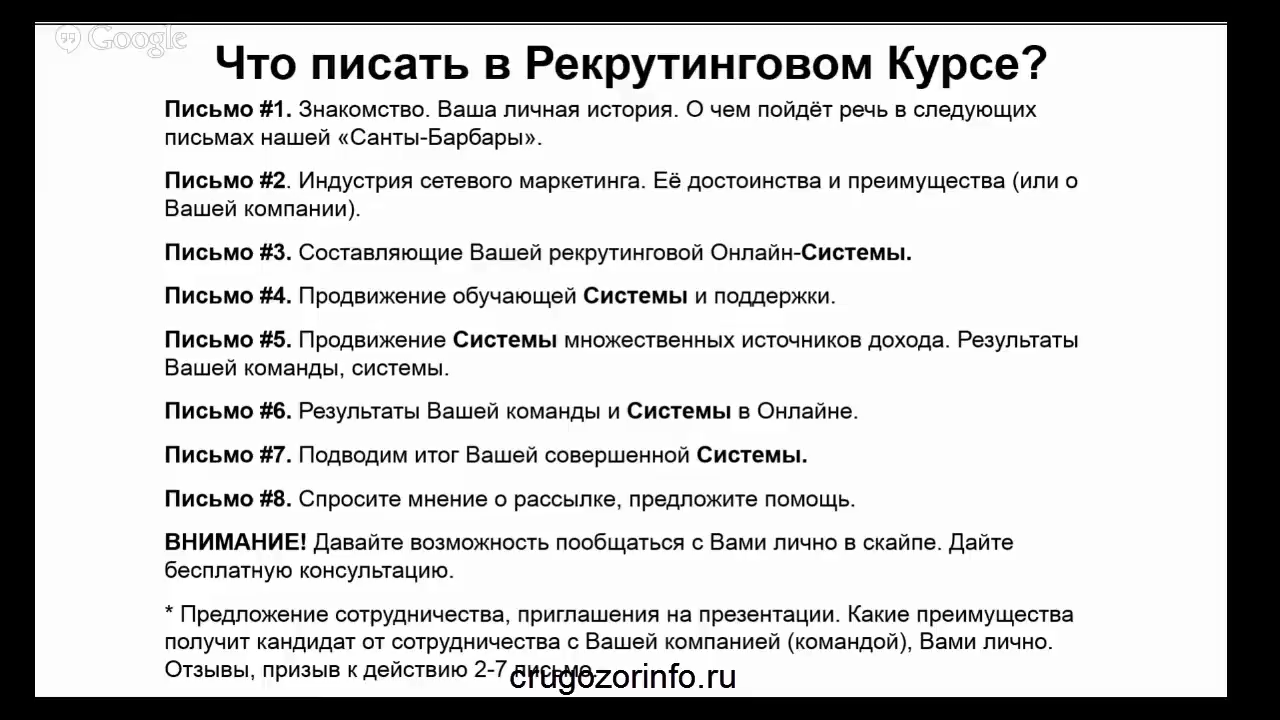 Google
Что писать в Рекрутинговом Курсе?
Письмо #1. Знакомство. Ваша личная история. О чем пойдёт речь в следующих
письмах нашей «Санты-Барбары».
Письмо #2. Индустрия сетевого маркетинга. Её достоинства и преимущества (или о
Вашей компании).
Письмо #3. Составляющие Вашей рекрутинговой Онлайн-Системы.
Письмо #4. Продвижение обучающей Системы и поддержки.
Письмо #5. Продвижение Системы множественных источников дохода. Результаты
Вашей команды, системы.
Письмо #6. Результаты Вашей команды и Системы в Онлайне.
Письмо #7. Подводим итог Вашей совершенной Системы.
Письмо #8. Спросите мнение о рассылке, предложите помощь.
ВНИМАНИЕ! Давайте возможность пообщаться с Вами лично в скайпе. Дайте
бесплатную консультацию.
* Предложение сотрудничества, приглашения на презентации. Какие преимущества
получит кандидат от сотрудничества с Вашей компанией (командой), Вами лично.
Отзывы, призыв к действию 2-7 письмо.
crugozorinfo.ru